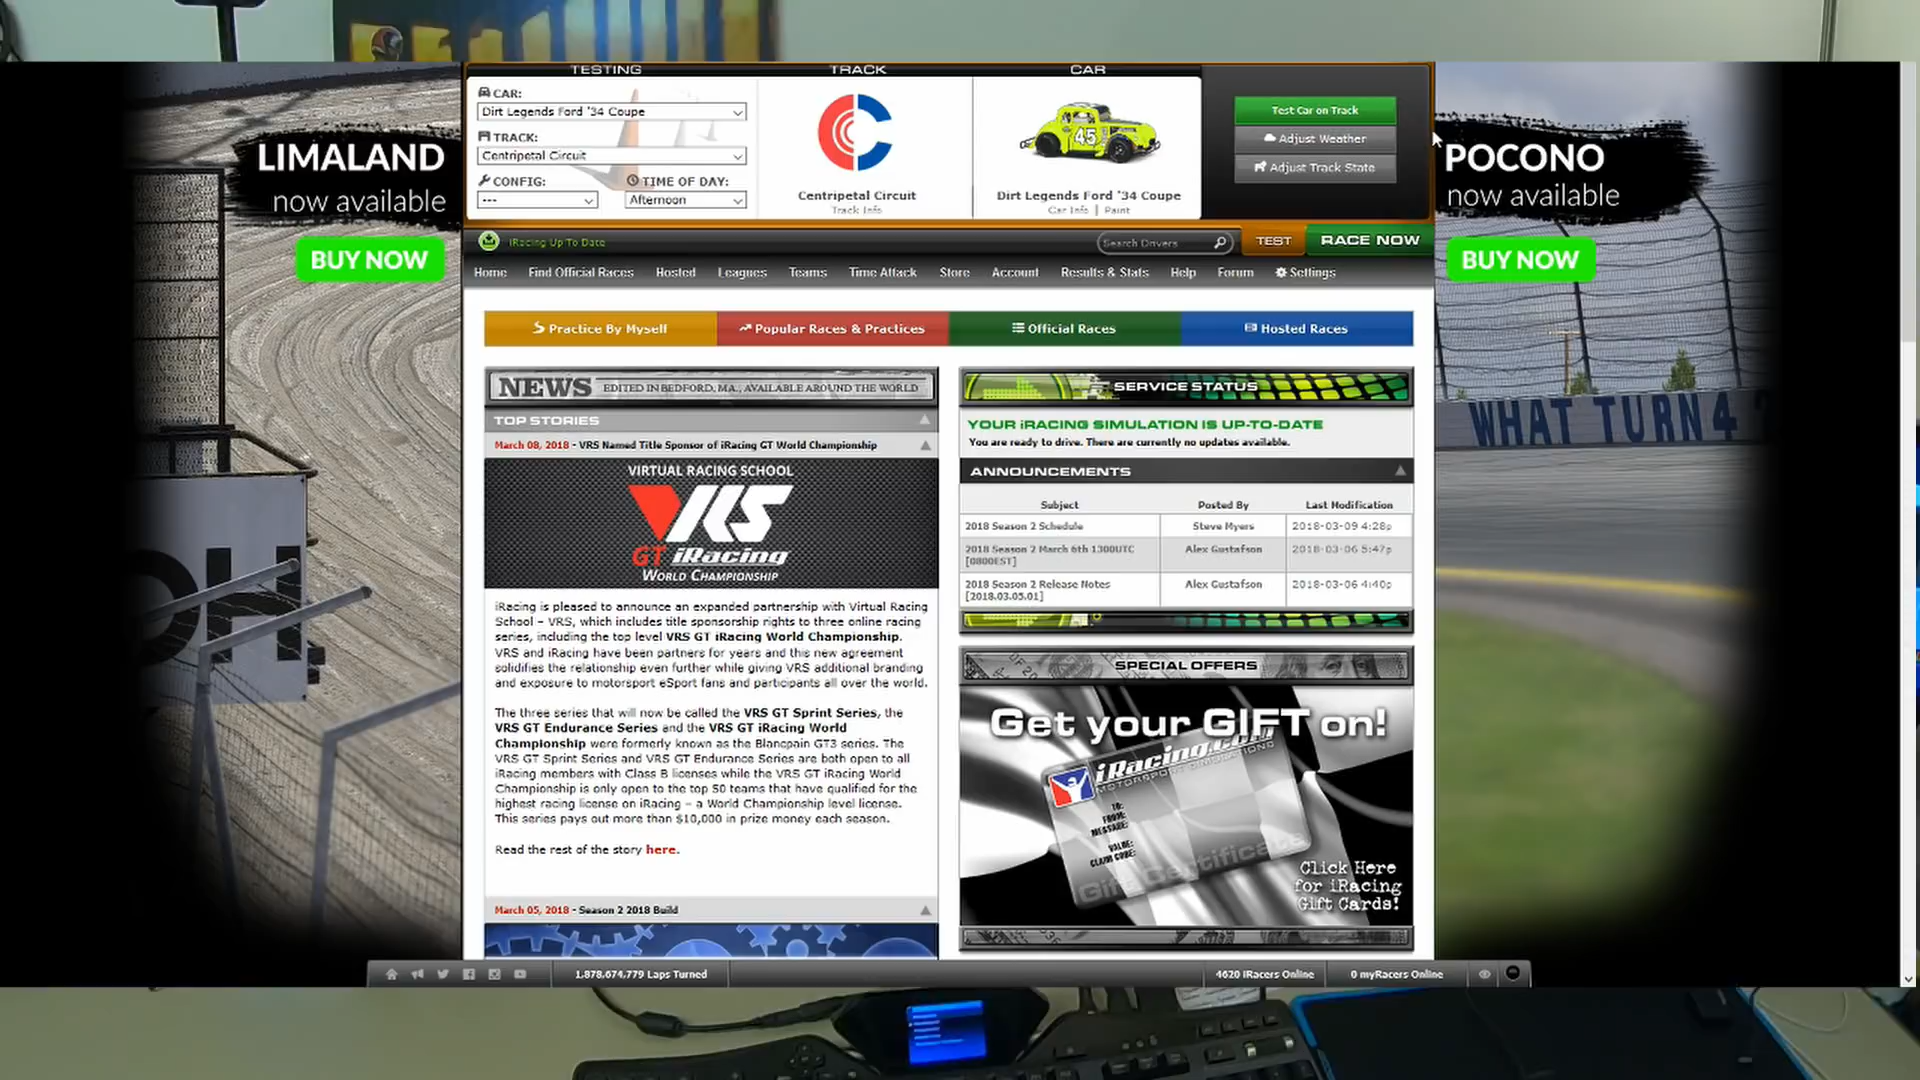 TESTING
TRACK
CAR
CAR:
Dirt Legends Ford '34 Coupe
TRACK:
Centripetal Circuit
CONFIG:
TIME OF DAY:
---
Afternoon
Centripetal Circuit
Track Info
45
Dirt Legends Ford '34 Coupe
Car Info | Paint
Test Car on Track
Adjust Weather
Adjust Track State
LIMALAND
now available
BUY NOW
POCONO
now available
BUY NOW
iRacing Up To Date
Search Drivers
TEST
RACE NOW
Home
Find Official Races
Hosted
Leagues
Teams
Time Attack
Store
Account
Results & Stats
Help
Forum
Settings
Practice By Myself
Popular Races & Practices
Official Races
Hosted Races
NEWS EDITED IN BEDFORD, MA., AVAILABLE AROUND THE WORLD
TOP STORIES
March 08, 2018 - VRS Named Title Sponsor of iRacing GT World Championship
VIRTUAL RACING SCHOOL
VRS
GT iRacing
WORLD CHAMPIONSHIP
iRacing is pleased to announce an expanded partnership with Virtual Racing
School – VRS, which includes title sponsorship rights to three online racing
series, including the top level VRS GT iRacing World Championship.
VRS and iRacing have been partners for years and this new agreement
solidifies the relationship even further while giving VRS additional branding
and exposure to motorsport eSport fans and participants all over the world.
The three series that will now be called the VRS GT Sprint Series, the
VRS GT Endurance Series and the VRS GT iRacing World
Championship were formerly known as the Blancpain GT3 series. The
VRS GT Sprint Series and VRS GT Endurance Series are both open to all
iRacing members with Class B licenses while the VRS GT iRacing World
Championship is only open to the top 50 teams that have qualified for the
highest racing license on iRacing – a World Championship level license.
This series pays out more than $10,000 in prize money each season.
Read the rest of the story here.
March 05, 2018 - Season 2 2018 Build
SERVICE STATUS
YOUR iRACING SIMULATION IS UP-TO-DATE
You are ready to drive. There are currently no updates available.
ANNOUNCEMENTS
Subject
Posted By
Last Modification
2018 Season 2 Schedule
Steve Myers
2018-03-09 4:28p
2018 Season 2 March 6th 1300UTC
[0800EST]
Alex Gustafson
2018-03-06 5:47p
2018 Season 2 Release Notes
[2018.03.05.01]
Alex Gustafson
2018-03-06 4:40p
SPECIAL OFFERS
Get your GIFT on!
iRacing.com
MOTORSPORT SIMULATIONS
TO:
FROM:
MESSAGE:
VALUE:
CLAIM CODE:
Gift Certificate
Click Here
for iRacing
Gift Cards!
WHAT TURN 4
1,878,674,779 Laps Turned
4620 iRacers Online
0 myRacers Online